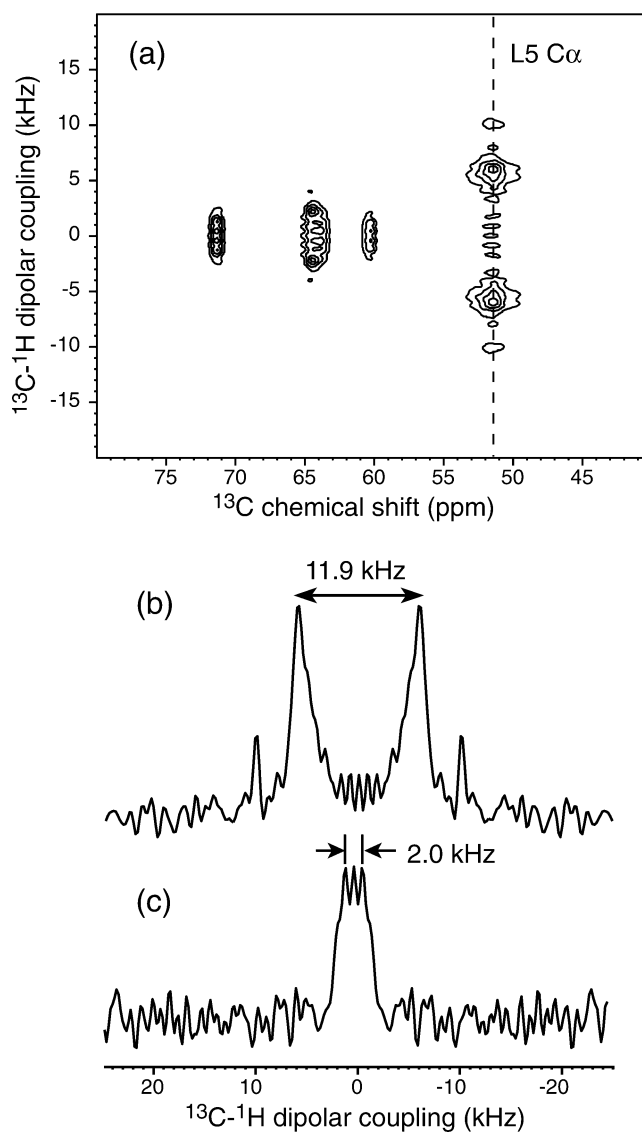 (a)
L5 Cα
15
10
5
0
-5
-10
-15
¹³C-¹H dipolar coupling (kHz)
75 70 65 60 55 50 45
¹³C chemical shift (ppm)
11.9 kHz
(b)
2.0 kHz
(c)
20 10 0 -10 -20
¹³C-¹H dipolar coupling (kHz)